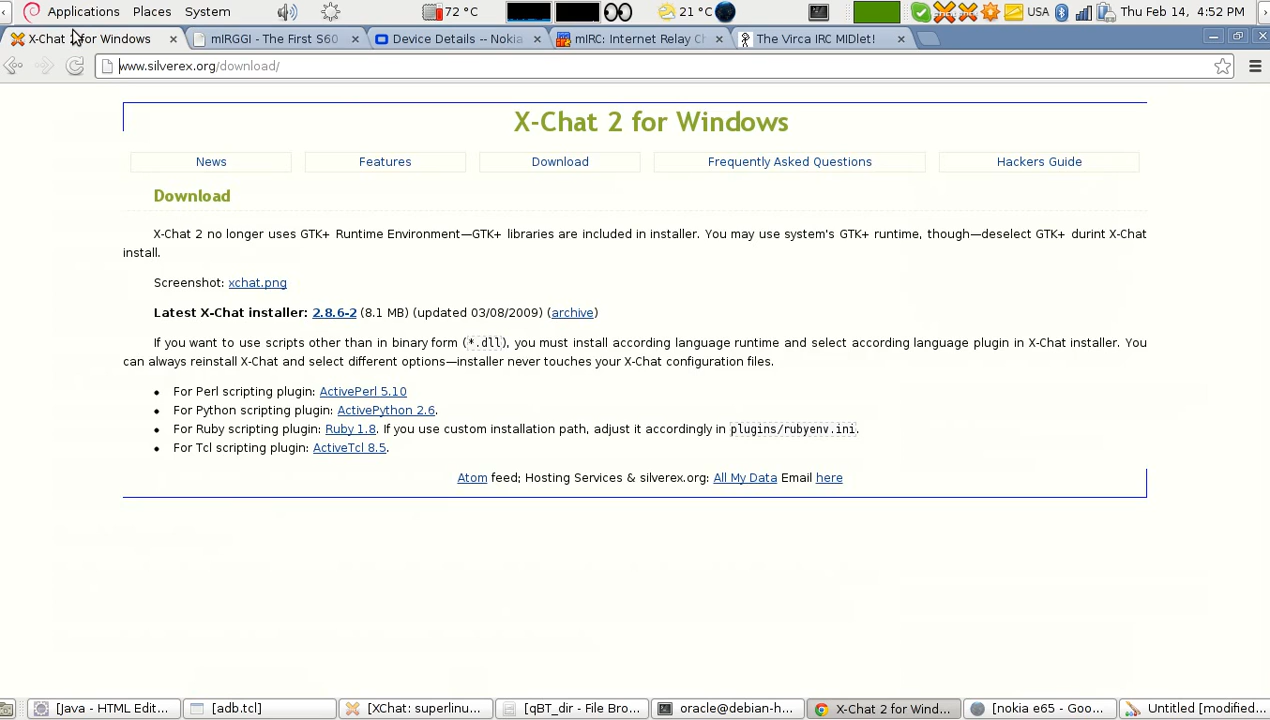 Applications Places System 72 °C 21 °C USA Thu Feb 14, 4:52 PM
X-Chat for Windows mIRGGI - The First S60 Device Details -- Nokia mIRC: Internet Relay Ch The Virca IRC MIDlet!
www.silverex.org/download/
X-Chat 2 for Windows
News Features Download Frequently Asked Questions Hackers Guide
Download
X-Chat 2 no longer uses GTK+ Runtime Environment—GTK+ libraries are included in installer. You may use system's GTK+ runtime, though—deselect GTK+ durint X-Chat
install.
Screenshot: xchat.png
Latest X-Chat installer: 2.8.6-2 (8.1 MB) (updated 03/08/2009) (archive)
If you want to use scripts other than in binary form (*.dll), you must install according language runtime and select according language plugin in X-Chat installer. You
can always reinstall X-Chat and select different options—installer never touches your X-Chat configuration files.
• For Perl scripting plugin: ActivePerl 5.10
• For Python scripting plugin: ActivePython 2.6.
• For Ruby scripting plugin: Ruby 1.8. If you use custom installation path, adjust it accordingly in plugins/rubyenv.ini.
• For Tcl scripting plugin: ActiveTcl 8.5.
Atom feed; Hosting Services & silverex.org: All My Data Email here
[Java - HTML Edit... [adb.tcl] [XChat: superlinu... [qBT_dir - File Bro... oracle@debian-h... X-Chat 2 for Wind... [nokia e65 - Goo... Untitled [modified...